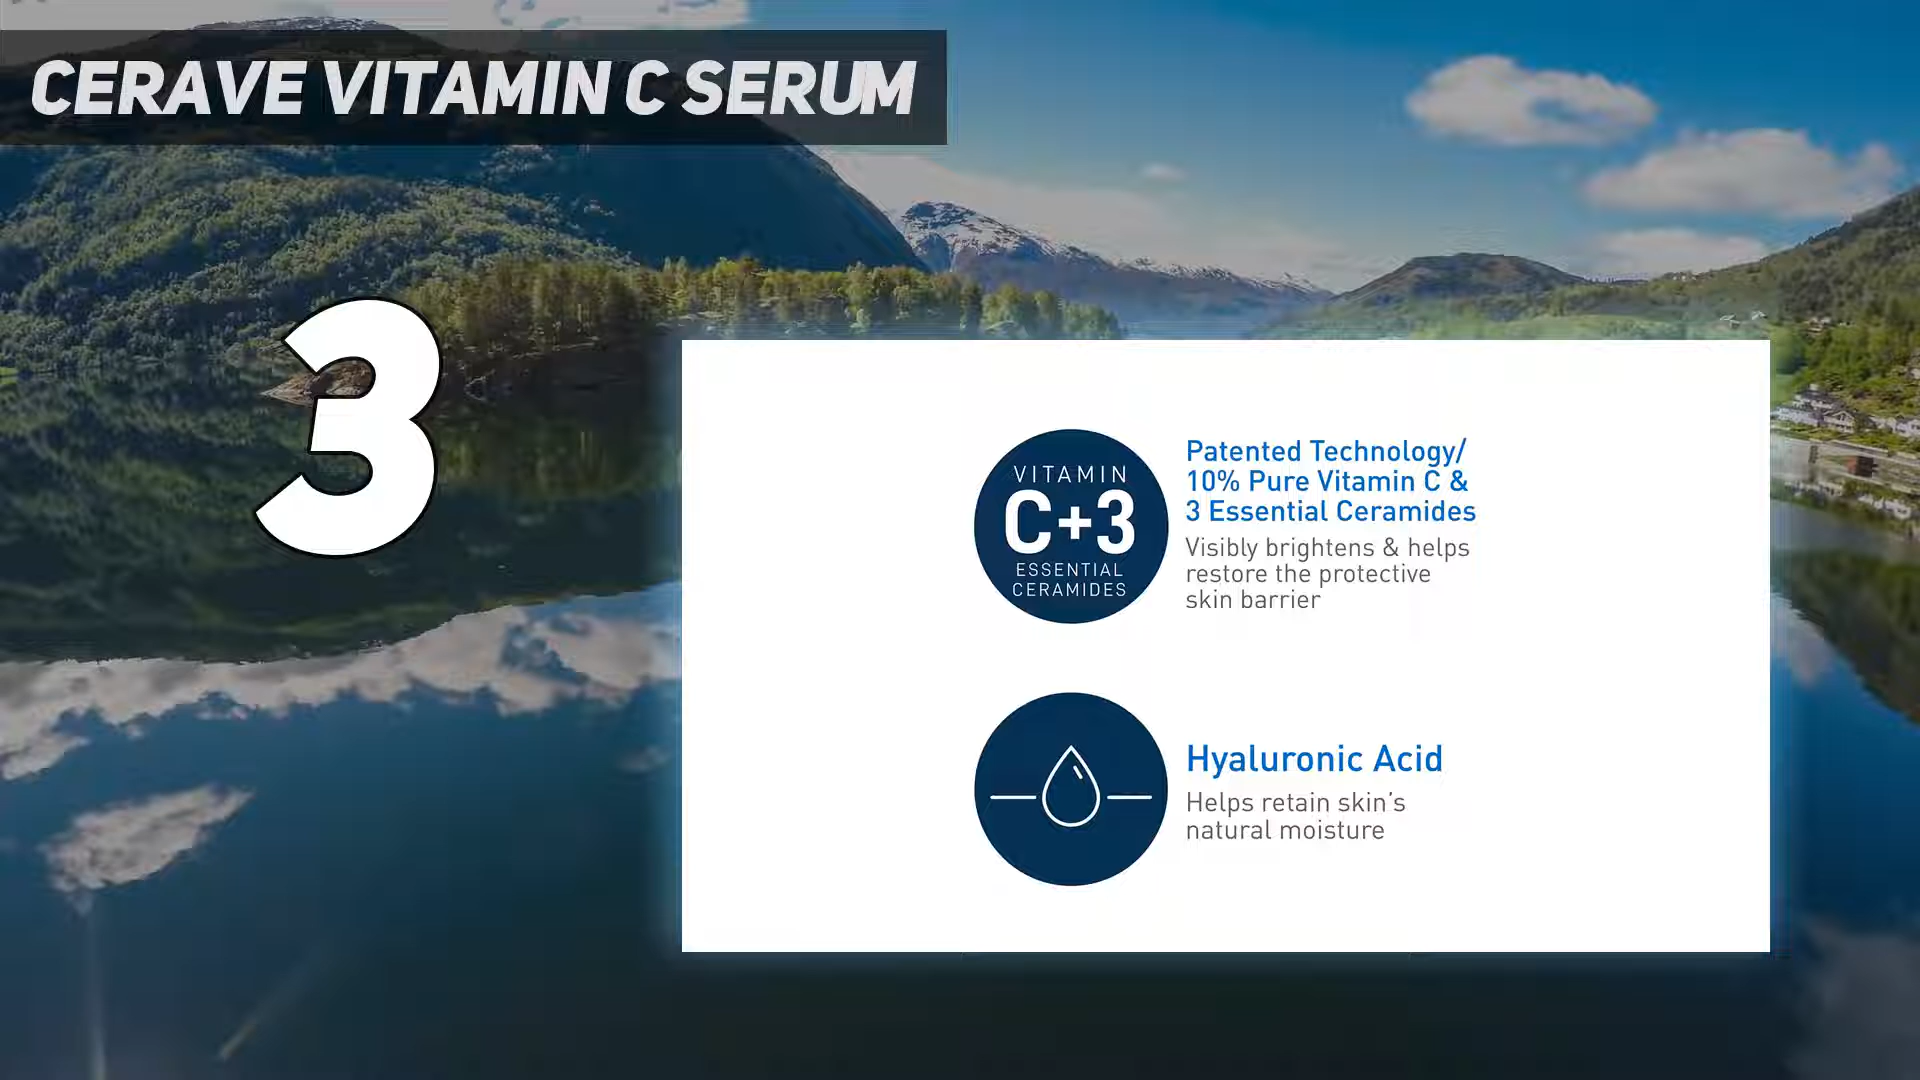 CERAVE VITAMIN C SERUM
3
VITAMIN
C+3
ESSENTIAL
CERAMIDES
Patented Technology/
10% Pure Vitamin C &
3 Essential Ceramides
Visibly brightens & helps
restore the protective
skin barrier
Hyaluronic Acid
Helps retain skin's
natural moisture